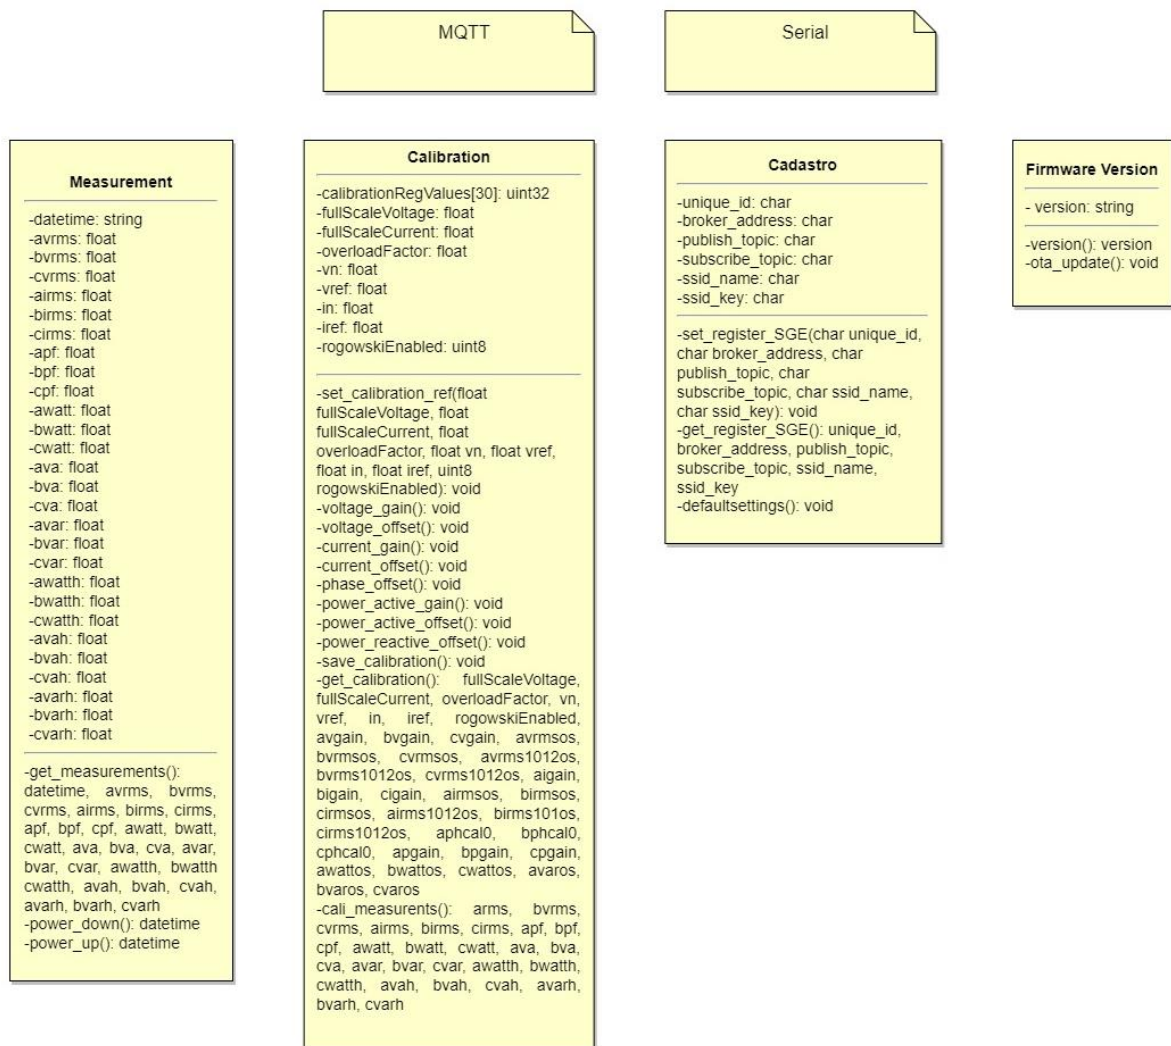 MQTT
Serial
Measurement
-datetime: string
-avrms: float
-bvrms: float
-cvrms: float
-airms: float
-birms: float
-cirms: float
-apf: float
-bpf: float
-cpf: float
-awatt: float
-bwatt: float
-cwatt: float
-ava: float
-bva: float
-cva: float
-avar: float
-bvar: float
-cvar: float
-awatth: float
-bwatth: float
-cwatth: float
-avah: float
-bvah: float
-cvah: float
-avarh: float
-bvarh: float
-cvarh: float
-get_measurements():
datetime, avrms, bvrms,
cvrms, airms, birms, cirms,
apf, bpf, cpf, awatt, bwatt,
cwatt, ava, bva, cva, avar,
bvar, cvar, awatth, bwatth
cwatth, avah, bvah, cvah,
avarh, bvarh, cvarh
-power_down(): datetime
-power_up(): datetime
Calibration
-calibrationRegValues[30]: uint32
-fullScaleVoltage: float
-fullScaleCurrent: float
-overloadFactor: float
-vn: float
-vref: float
-in: float
-iref: float
-rogowskiEnabled: uint8
-set_calibration_ref(float
fullScaleVoltage, float
fullScaleCurrent, float
overloadFactor, float vn, float vref,
float in, float iref, uint8
rogowskiEnabled): void
-voltage_gain(): void
-voltage_offset(): void
-current_gain(): void
-current_offset(): void
-phase_offset(): void
-power_active_gain(): void
-power_active_offset(): void
-power_reactive_offset(): void
-save_calibration(): void
-get_calibration(): fullScaleVoltage,
fullScaleCurrent, overloadFactor, vn,
vref, in, iref, rogowskiEnabled,
avgain, bvgain, cvgain, avrmsos,
bvrmsos, cvrmsos, avrms1012os,
bvrms1012os, cvrms1012os, aigain,
bigain, cigain, airmsos, birmsos,
cirmsos, airms1012os, birms101os,
cirms1012os, aphcal0, bphcal0,
cphcal0, apgain, bpgain, cpgain,
awattos, bwattos, cwattos, avaros,
bvaros, cvaros
-cali_measurents(): arms, bvrms,
cvrms, airms, birms, cirms, apf, bpf,
cpf, awatt, bwatt, cwatt, ava, bva,
cva, avar, bvar, cvar, awatth, bwatth,
cwatth, avah, bvah, cvah, avarh,
bvarh, cvarh
Cadastro
-unique_id: char
-broker_address: char
-publish_topic: char
-subscribe_topic: char
-ssid_name: char
-ssid_key: char
-set_register_SGE(char unique_id,
char broker_address, char
publish_topic, char
subscribe_topic, char ssid_name,
char ssid_key): void
-get_register_SGE(): unique_id,
broker_address, publish_topic,
subscribe_topic, ssid_name,
ssid_key
-defaultsettings(): void
Firmware Version
- version: string
-version(): version
-ota_update(): void